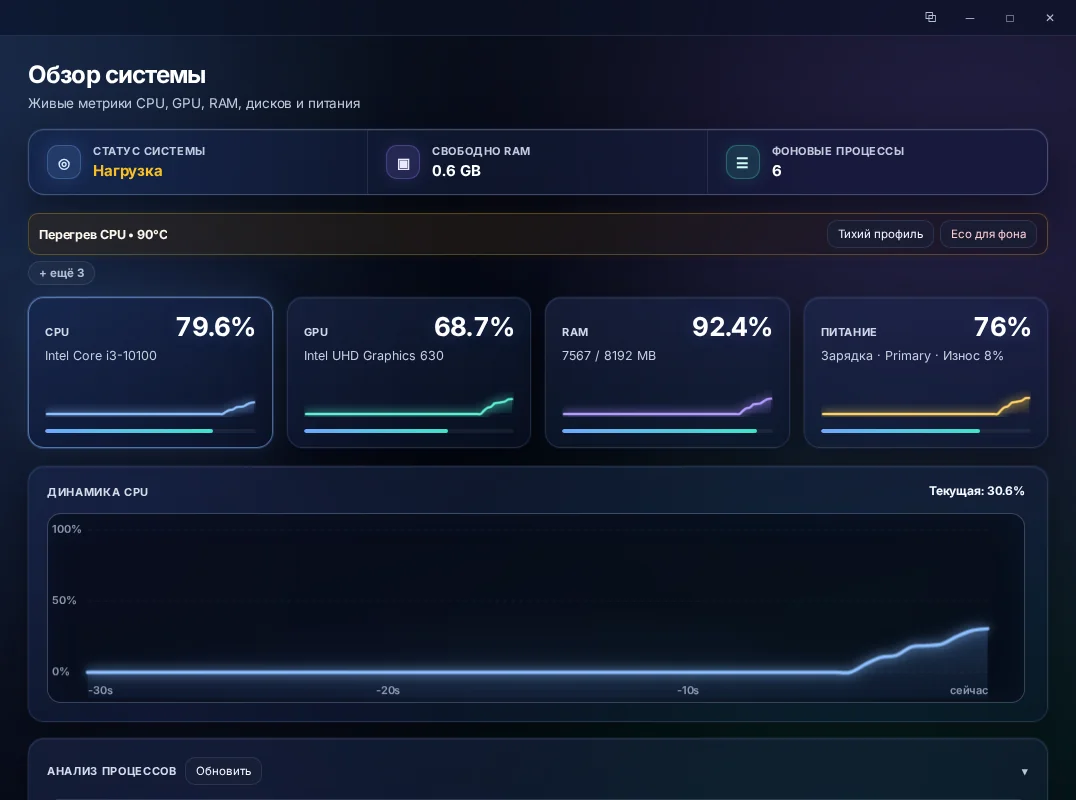 Обзор системы
Живые метрики CPU, GPU, RAM, дисков и питания
СТАТУС СИСТЕМЫ
Нагрузка
СВОБОДНО RAM
0.6 GB
ФОНОВЫЕ ПРОЦЕССЫ
6
Перегрев CPU • 90°C
Тихий профиль
Eco для фона
+ ещё 3
CPU
79.6%
Intel Core i3-10100
GPU
68.7%
Intel UHD Graphics 630
RAM
92.4%
7567 / 8192 MB
ПИТАНИЕ
76%
Зарядка · Primary · Износ 8%
ДИНАМИКА CPU
Текущая: 30.6%
100%
50%
0%
-30s
-20s
-10s
сейчас
АНАЛИЗ ПРОЦЕССОВ
Обновить